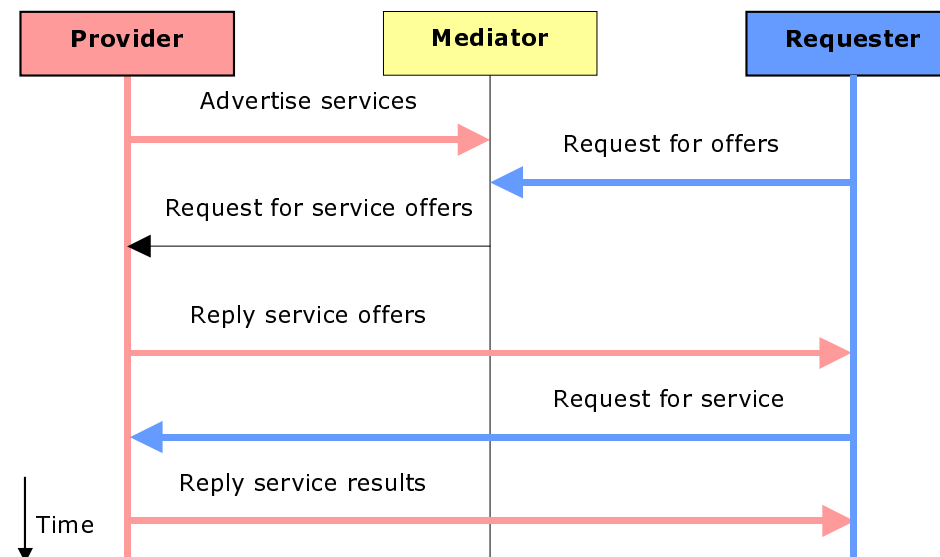 Provider
Mediator
Requester
Advertise services
Request for offers
Request for service offers
Reply service offers
Request for service
Reply service results
Time